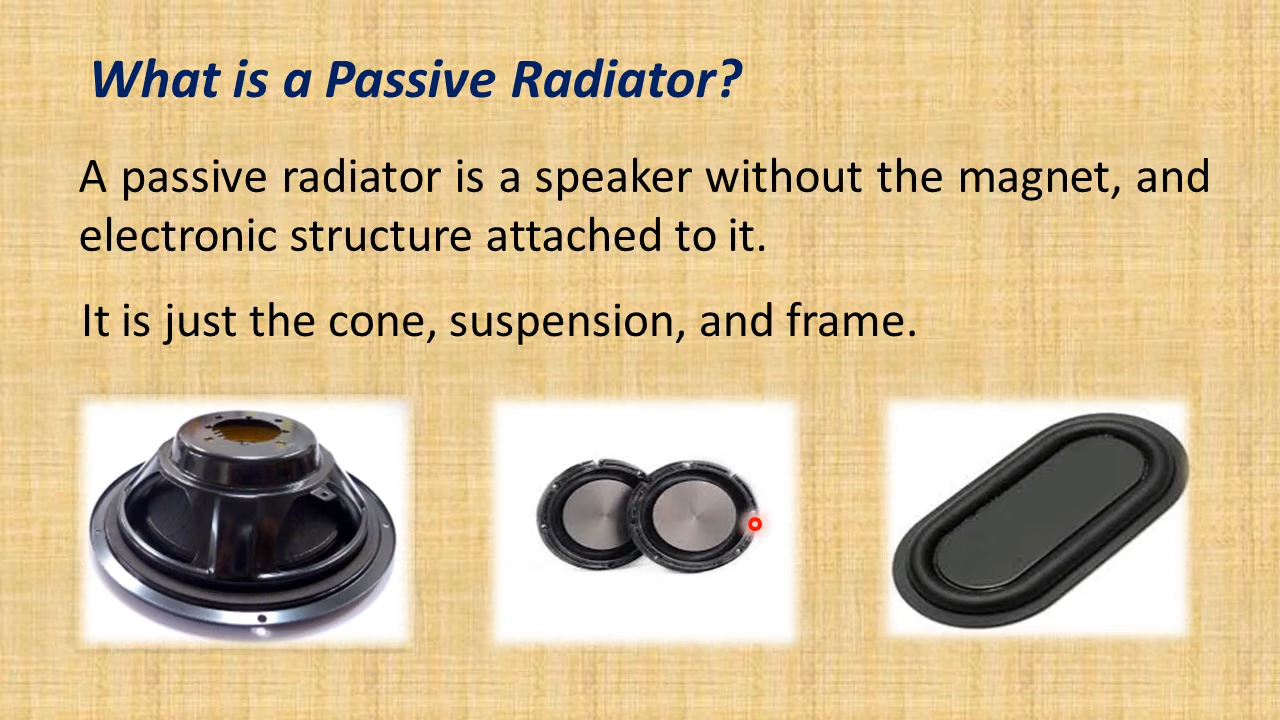 What is a Passive Radiator?
A passive radiator is a speaker without the magnet, and
electronic structure attached to it.
It is just the cone, suspension, and frame.